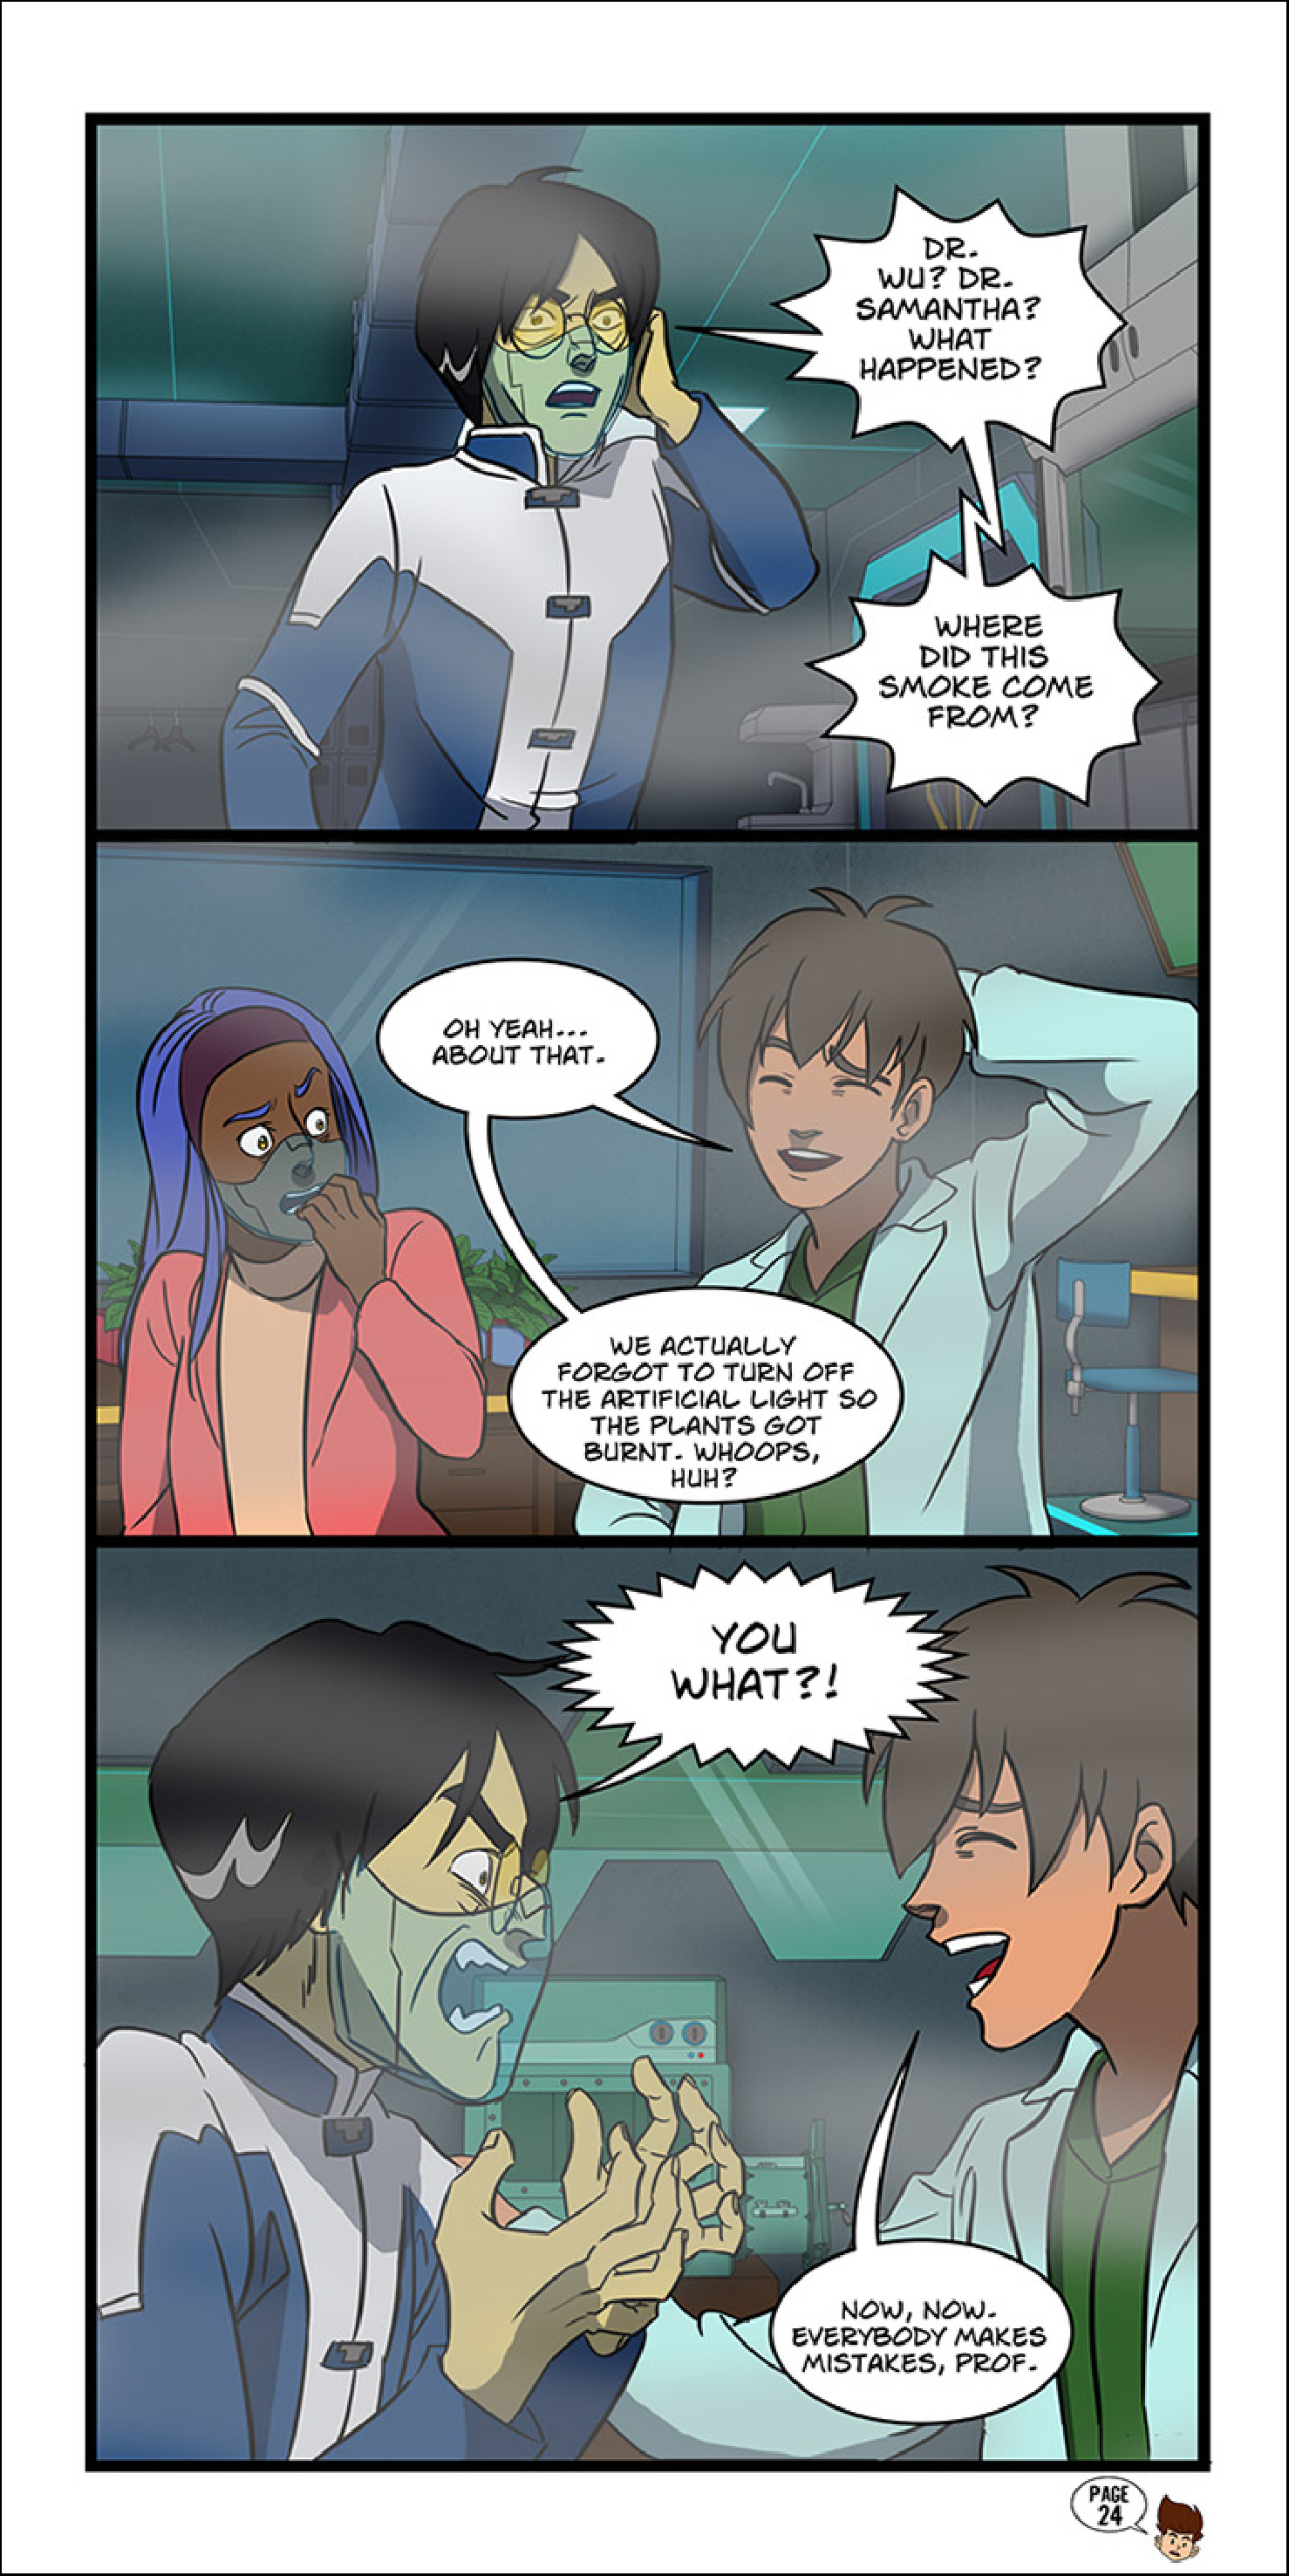 DR.
WU? DR.
SAMANTHA?
WHAT
HAPPENED?
WHERE
DID THIS
SMOKE COME
FROM?
OH YEAH...
ABOUT THAT.
WE ACTUALLY
FORGOT TO TURN OFF
THE ARTIFICIAL LIGHT SO
THE PLANTS GOT
BURNT. WHOOPS,
HUH?
YOU
WHAT?!
NOW, NOW.
EVERYBODY MAKES
MISTAKES, PROF.
PAGE
24